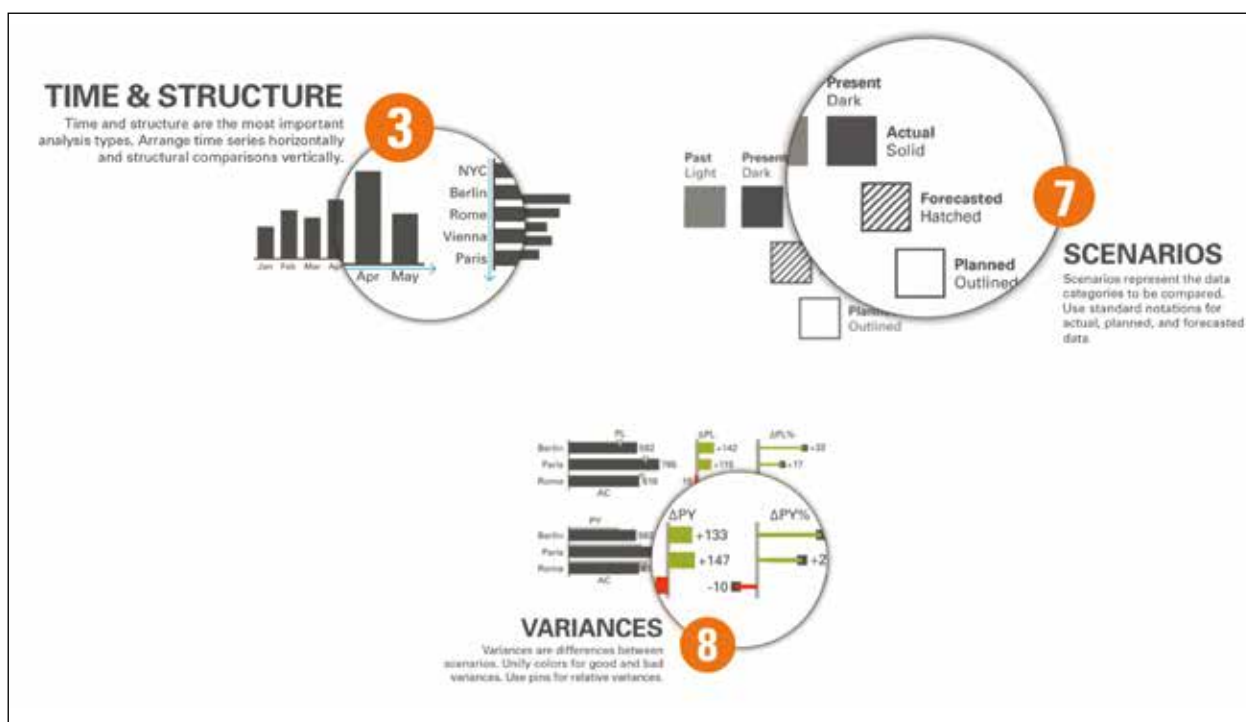 TIME & STRUCTURE
Time and structure are the most important
analysis types. Arrange time series horizontally
and structural comparisons vertically.
3
NYC
Berlin
Rome
Vienna
Paris
Jan Feb Mar
Apr May
Present
Dark
Actual
Solid
Past
Light
Present
Dark
Forecasted
Hatched
7
Planned
Outlined
Outlined
SCENARIOS
Scenarios represent the data
categories to be compared.
Use standard notations for
actual, planned, and forecasted
data
PL ΔPL ΔPL%
Berlin +142
Paris +17
Rome
AC
PY ΔPY ΔPY%
Berlin +133
Paris +147
Rome -10
AC
VARIANCES
8
Variances are differences between
scenarios. Unify colors for good and bad
variances. Use pins for relative variances.